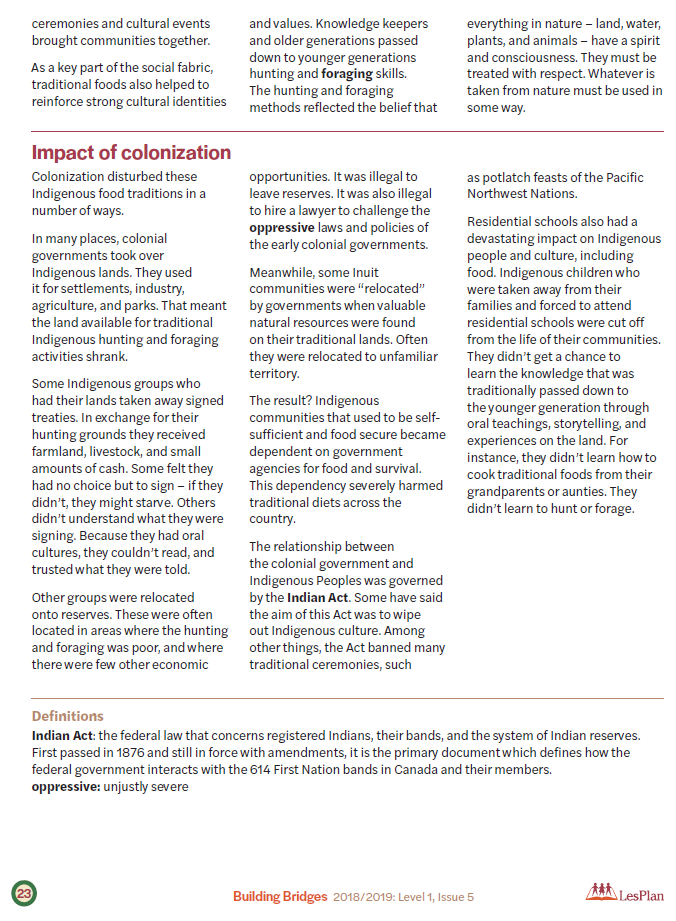 ceremonies and cultural events
brought communities together.
As a key part of the social fabric,
traditional foods also helped to
reinforce strong cultural identities
and values. Knowledge keepers
and older generations passed
down to younger generations
hunting and foraging skills.
The hunting and foraging
methods reflected the belief that
everything in nature – land, water,
plants, and animals – have a spirit
and consciousness. They must be
treated with respect. Whatever is
taken from nature must be used in
some way.
Impact of colonization
Colonization disturbed these
Indigenous food traditions in a
number of ways.
In many places, colonial
governments took over
Indigenous lands. They used
it for settlements, industry,
agriculture, and parks. That meant
the land available for traditional
Indigenous hunting and foraging
activities shrank.
Some Indigenous groups who
had their lands taken away signed
treaties. In exchange for their
hunting grounds they received
farmland, livestock, and small
amounts of cash. Some felt they
had no choice but to sign – if they
didn't, they might starve. Others
didn't understand what they were
signing. Because they had oral
cultures, they couldn't read, and
trusted what they were told.
Other groups were relocated
onto reserves. These were often
located in areas where the hunting
and foraging was poor, and where
there were few other economic
opportunities. It was illegal to
leave reserves. It was also illegal
to hire a lawyer to challenge the
oppressive laws and policies of
the early colonial governments.
Meanwhile, some Inuit
communities were "relocated"
by governments when valuable
natural resources were found
on their traditional lands. Often
they were relocated to unfamiliar
territory.
The result? Indigenous
communities that used to be self-
sufficient and food secure became
dependent on government
agencies for food and survival.
This dependency severely harmed
traditional diets across the
country.
The relationship between
the colonial government and
Indigenous Peoples was governed
by the Indian Act. Some have said
the aim of this Act was to wipe
out Indigenous culture. Among
other things, the Act banned many
traditional ceremonies, such
as potlatch feasts of the Pacific
Northwest Nations.
Residential schools also had a
devastating impact on Indigenous
people and culture, including
food. Indigenous children who
were taken away from their
families and forced to attend
residential schools were cut off
from the life of their communities.
They didn't get a chance to
learn the knowledge that was
traditionally passed down to
the younger generation through
oral teachings, storytelling, and
experiences on the land. For
instance, they didn't learn how to
cook traditional foods from their
grandparents or aunties. They
didn't learn to hunt or forage.
Definitions
Indian Act: the federal law that concerns registered Indians, their bands, and the system of Indian reserves.
First passed in 1876 and still in force with amendments, it is the primary document which defines how the
federal government interacts with the 614 First Nation bands in Canada and their members.
oppressive: unjustly severe
23
Building Bridges 2018/2019: Level 1, Issue 5
LesPlan